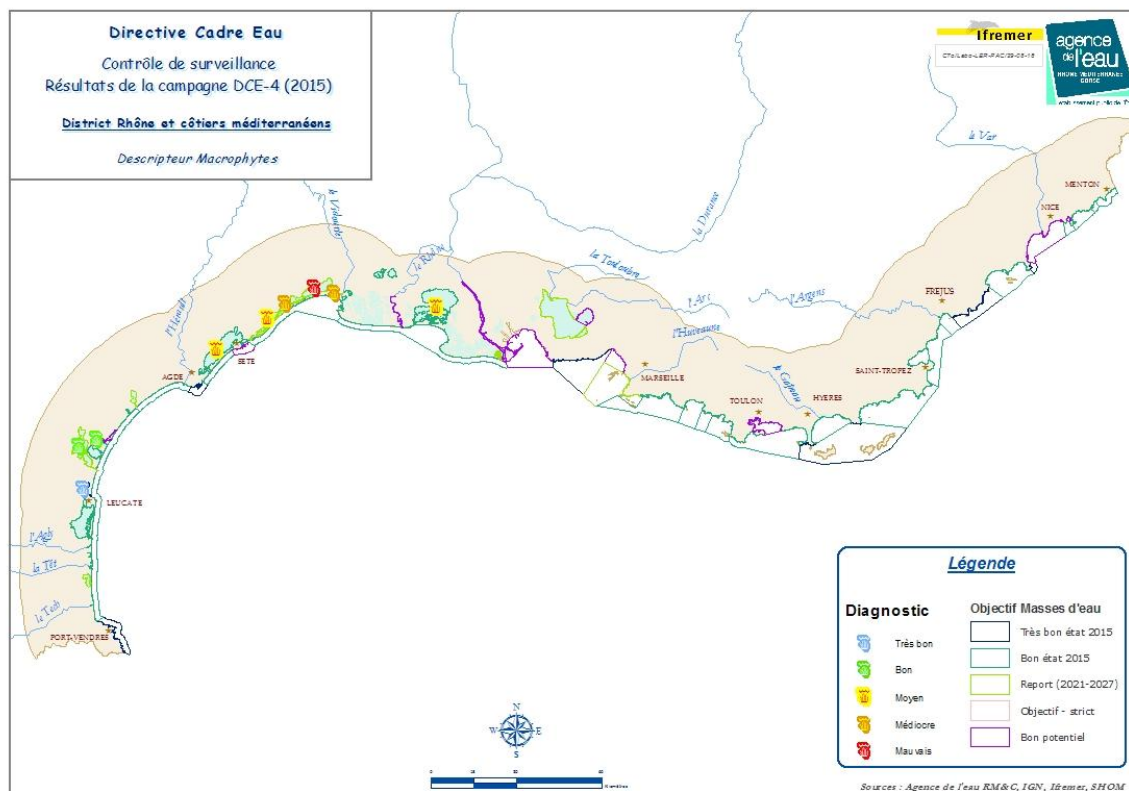 Directive Cadre Eau
Contrôle de surveillance
Résultats de la campagne DCE-4 (2015)
District Rhône et côtiers méditerranéens
Descripteur Macrophytes
Ifremer
agence
de l'eau
RHÔNE MÉDITERRANÉE
CORSE
le Var
MENTON
NICE
le Vidourle
la Durance
le Rhône
la Touloubre
l'Arc
l'Argens
FREJUS
l'Hérault
l'Huveaune
SETE
AGDE
MARSEILLE
SAINT-TROPEZ
le Gapeau
TOULON
HYERES
LEUCATE
l'Agly
la Têt
le Tech
PORT-VENDRES
Légende
Diagnostic
Très bon
Bon
Moyen
Médiocre
Mauvais
Objectif Masses d'eau
Très bon état 2015
Bon état 2015
Report (2021-2027)
Objectif - strict
Bon potentiel
N
W E
S
Sources : Agence de l'eau RM&C, IGN, Ifremer, SHOM